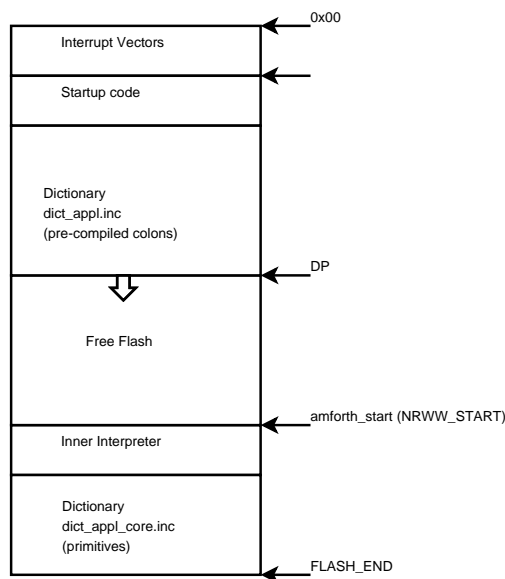 0x00
Interrupt Vectors
Startup code
Dictionary
dict_appl.inc
(pre-compiled colons)
DP
Free Flash
amforth_start (NRWW_START)
Inner Interpreter
Dictionary
dict_appl_core.inc
(primitives)
FLASH_END